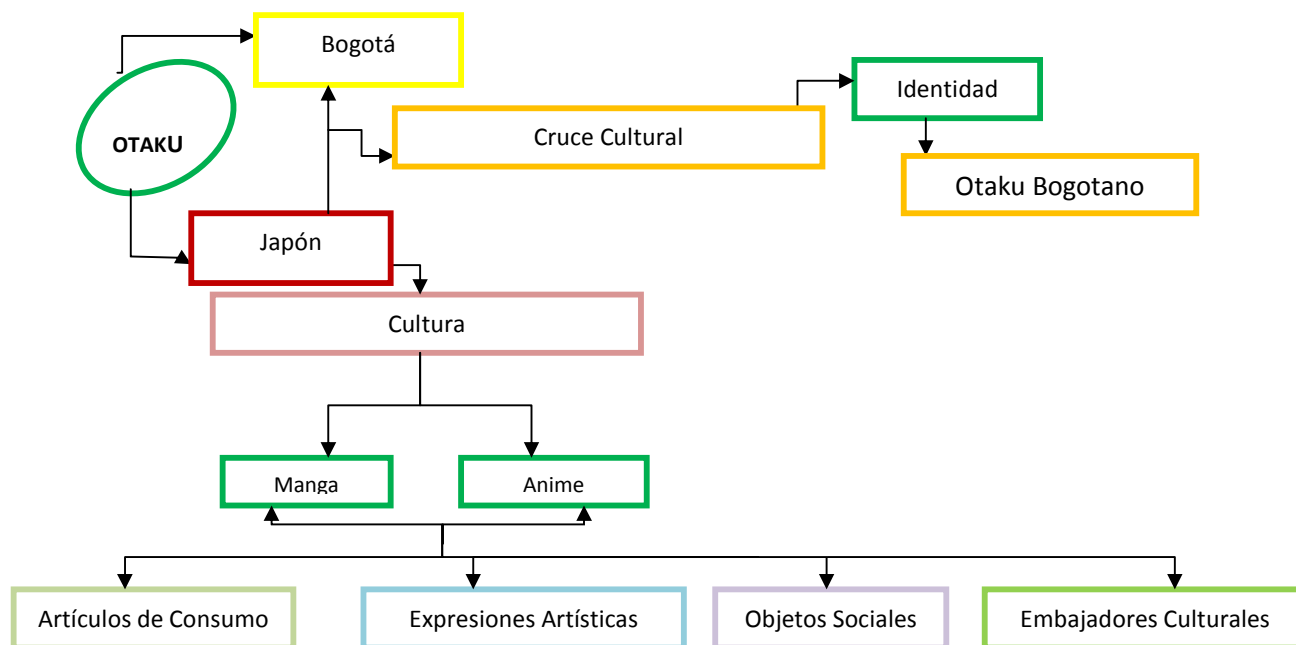 Bogotá
Identidad
Cruce Cultural
OTAKU
Otaku Bogotano
Japón
Cultura
Manga
Anime
Artículos de Consumo
Expresiones Artísticas
Objetos Sociales
Embajadores Culturales